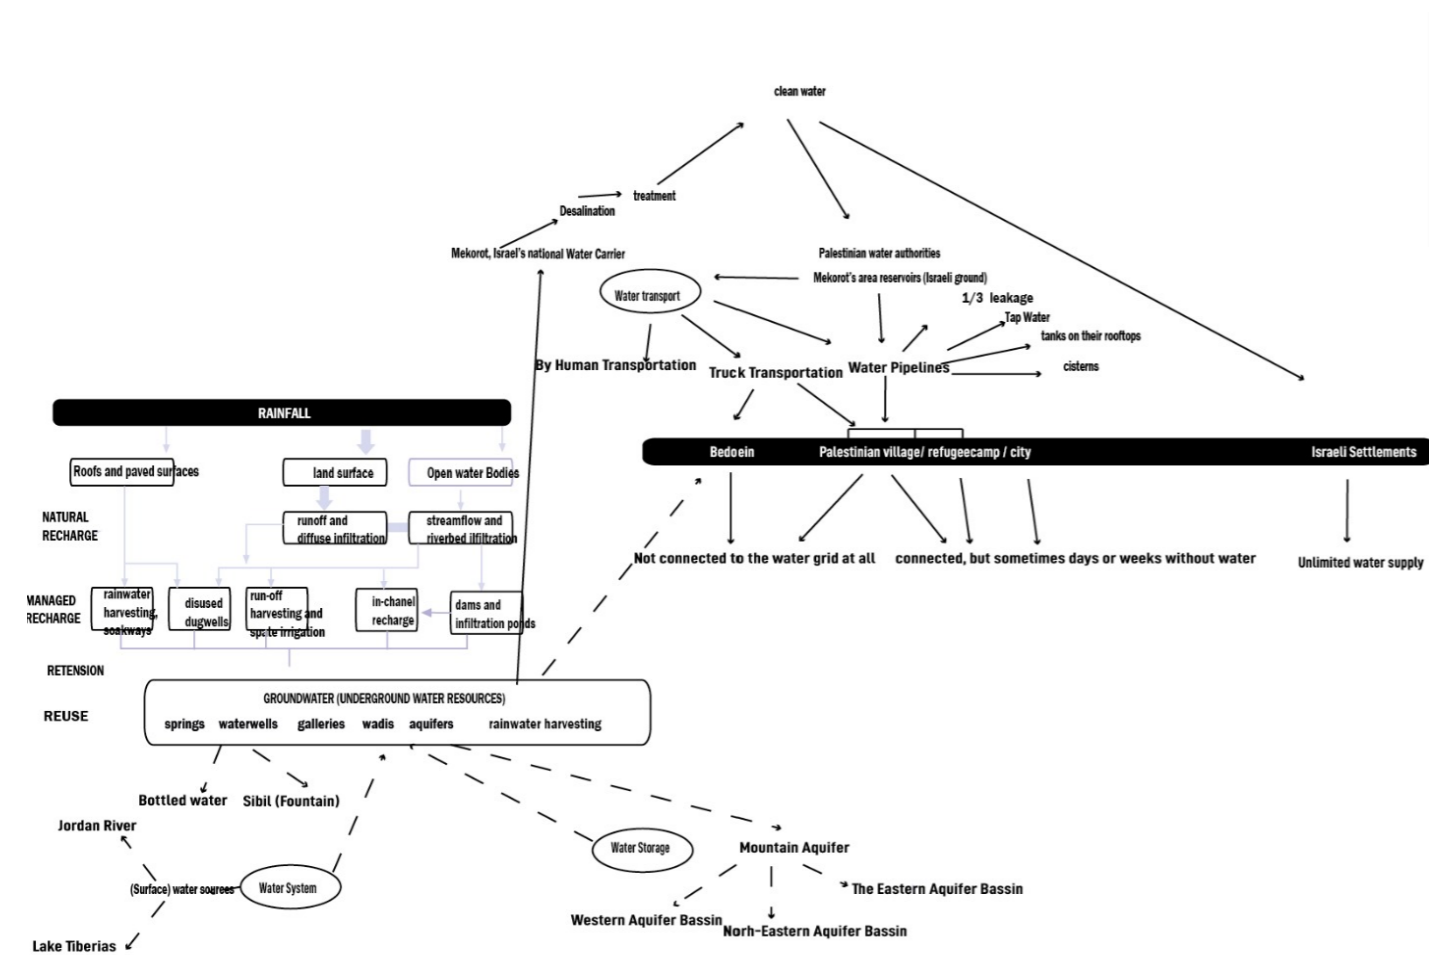 clean water
treatment
Desalination
Mekorot, Israel's national Water Carrier
Palestinian water authorities
Mekorot's area reservoirs (Israeli ground)
Water transport
1/3 leakage
Tap Water
tanks on their rooftops
cisterns
By Human Transportation
Truck Transportation
Water Pipelines
RAINFALL
Bedoein
Palestinian village/ refugeecamp / city
Israeli Settlements
Roofs and paved surfaces
land surface
Open water Bodies
NATURAL
RECHARGE
runoff and
diffuse infiltration
streamflow and
riverbed ilfiltration
Not connected to the water grid at all
connected, but sometimes days or weeks without water
Unlimited water supply
MANAGED
RECHARGE
rainwater
harvesting,
soakways
disused
dugwells
run-off
harvesting and
spate irrigation
in-chanel
recharge
dams and
infiltration ponds
RETENTION
REUSE
GROUNDWATER (UNDERGROUND WATER RESOURCES)
springs waterwells galleries wadis aquifers rainwater harvesting
Bottled water
Sibil (Fountain)
Jordan River
(Surface) water sourees
Water System
Lake Tiberias
Water Storage
Mountain Aquifer
The Eastern Aquifer Bassin
Western Aquifer Bassin
Norh-Eastern Aquifer Bassin